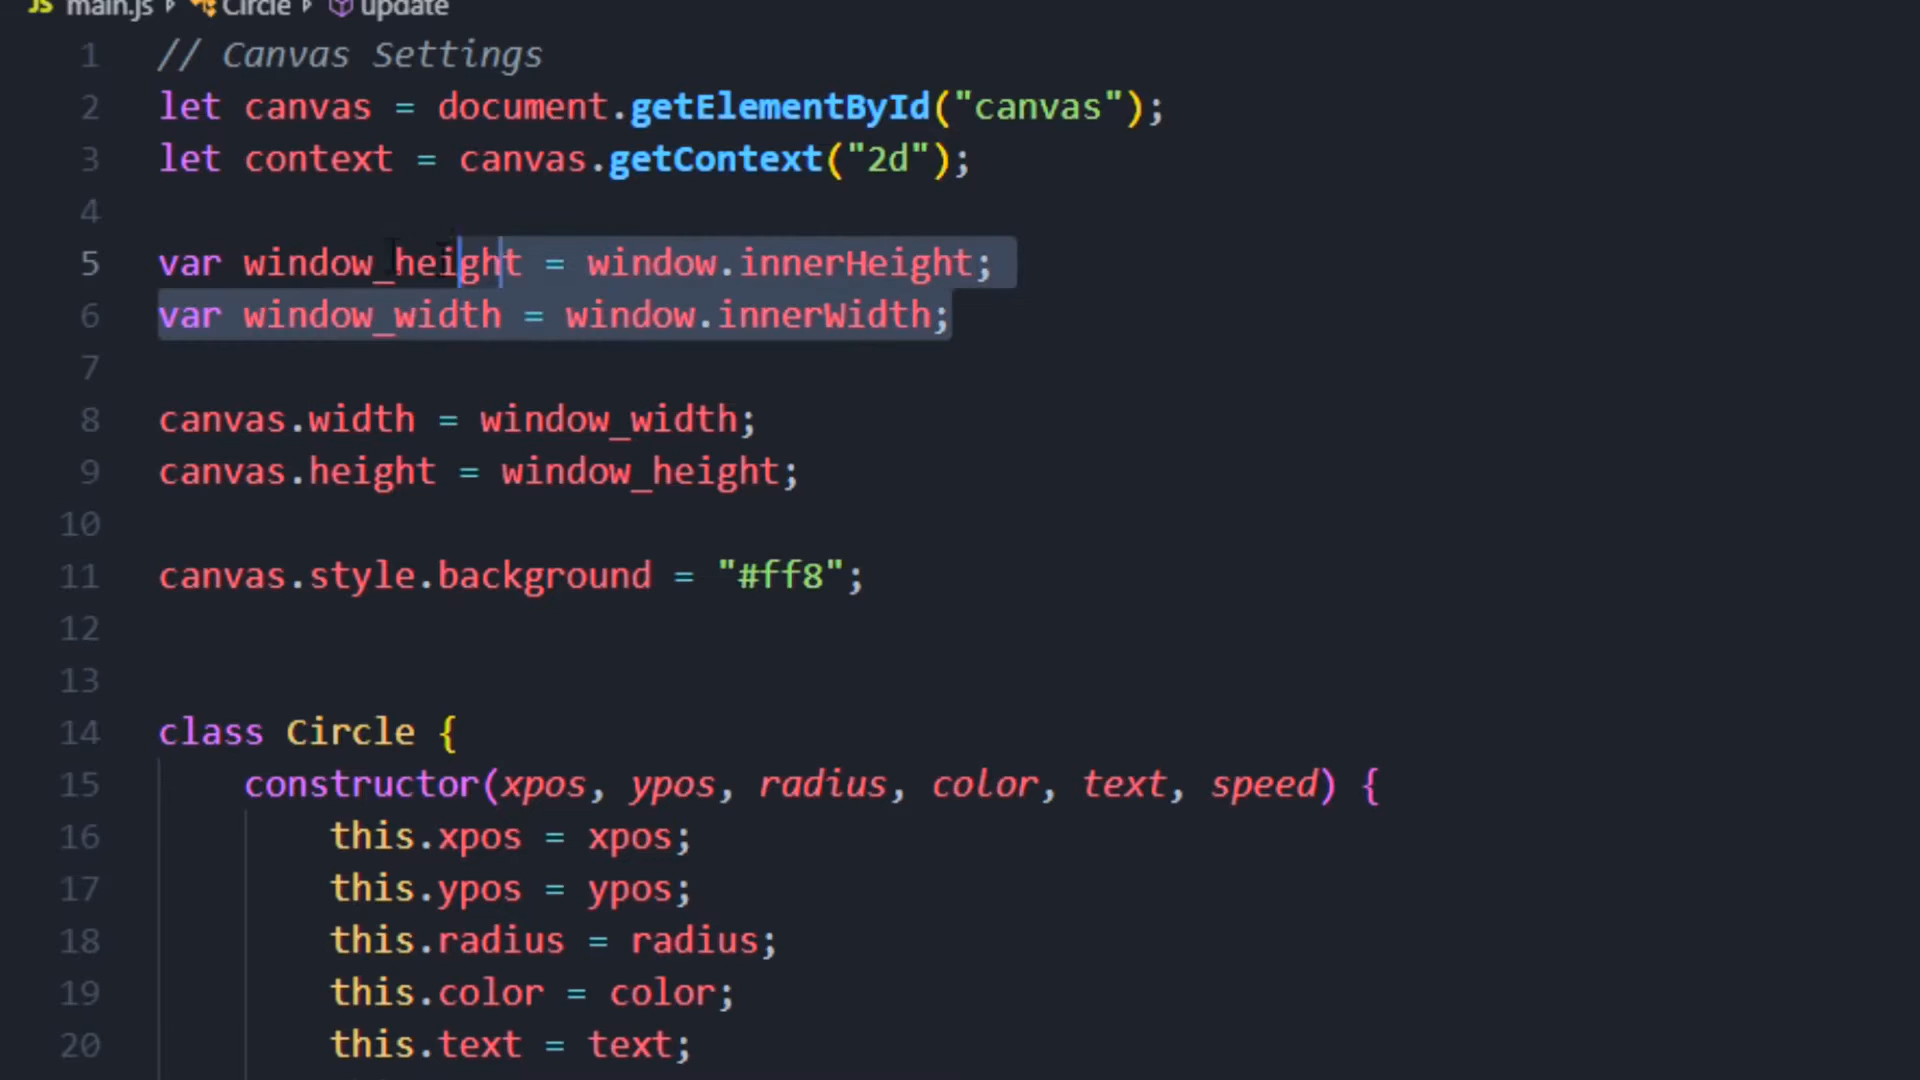 JS main.js Circle update
1 // Canvas Settings
2 let canvas = document.getElementById("canvas");
3 let context = canvas.getContext("2d");
4
5 var window_height = window.innerHeight;
6 var window_width = window.innerWidth;
7
8 canvas.width = window_width;
9 canvas.height = window_height;
10
11 canvas.style.background = "#ff8";
12
13
14 class Circle {
15 constructor(xpos, ypos, radius, color, text, speed) {
16 this.xpos = xpos;
17 this.ypos = ypos;
18 this.radius = radius;
19 this.color = color;
20 this.text = text;